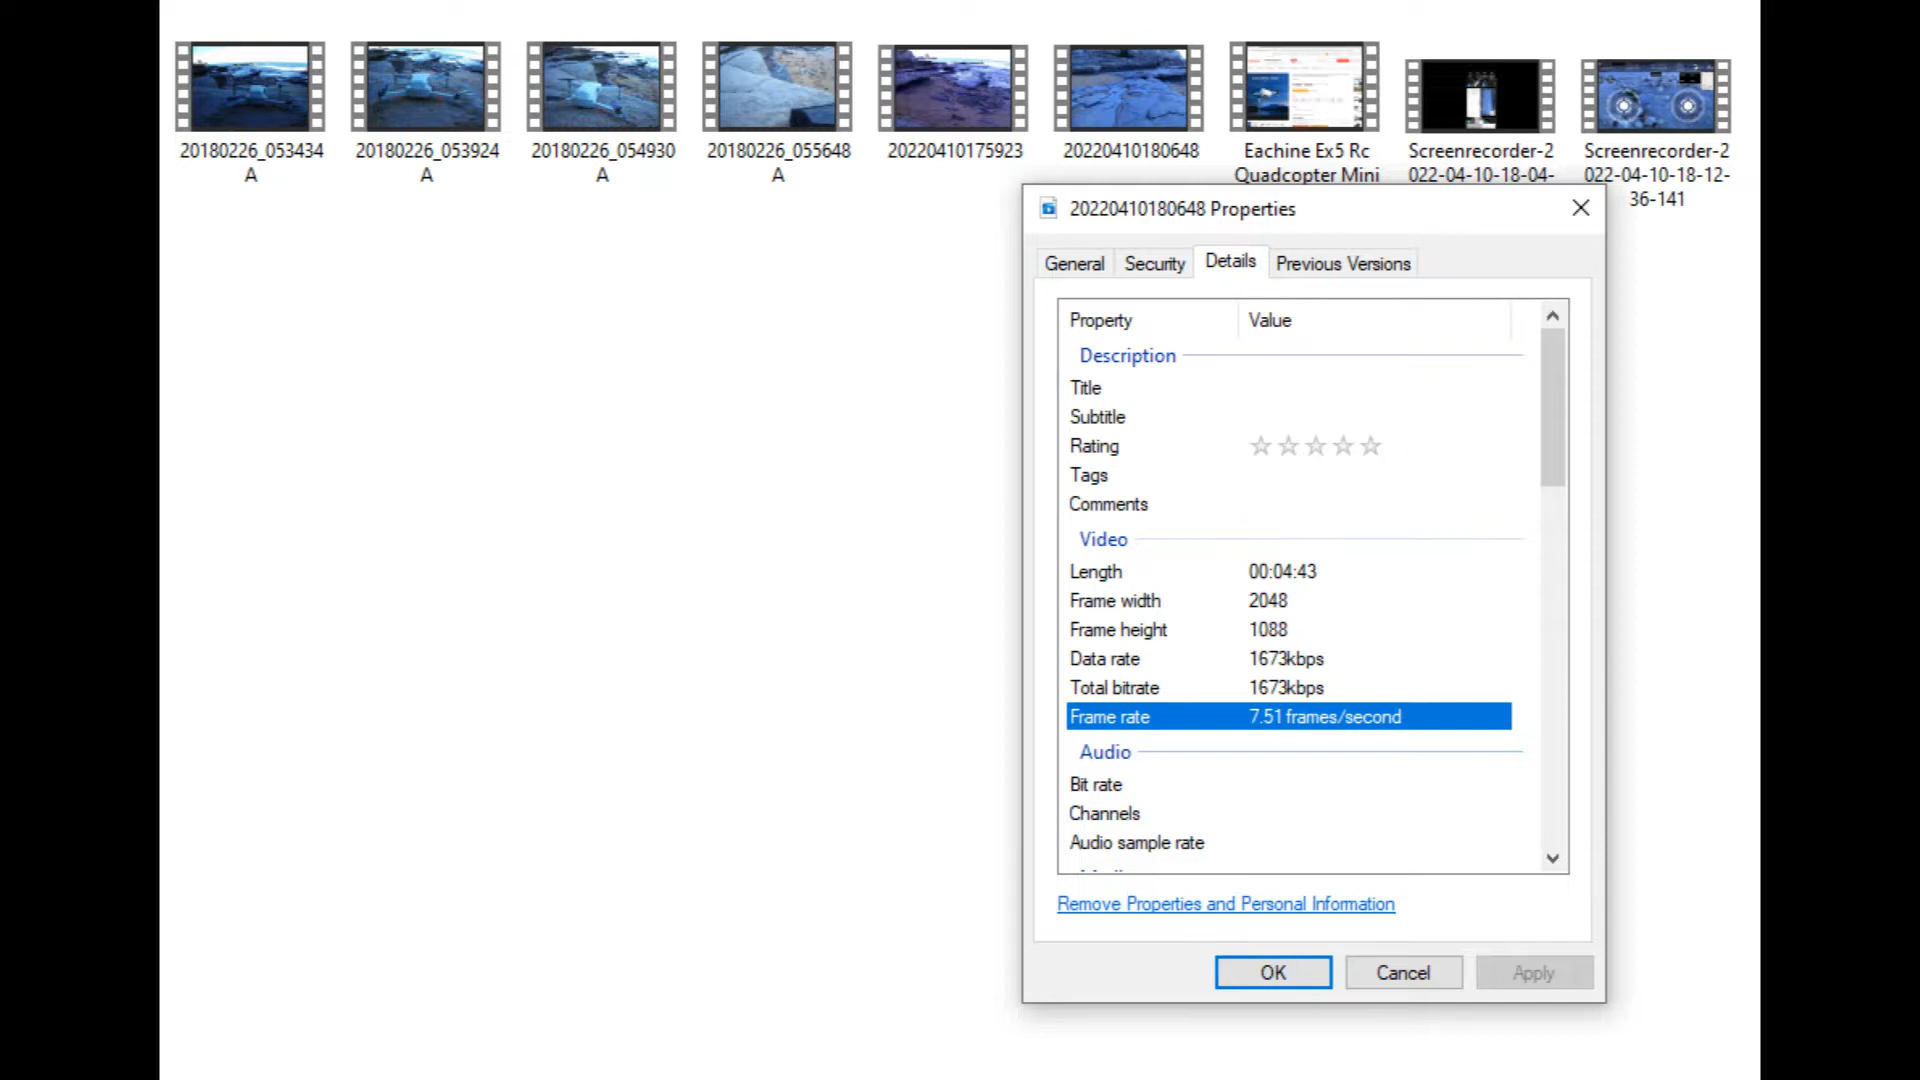 20180226_053434
A
20180226_053924
A
20180226_054930
A
20180226_055648
A
20220410175923
20220410180648
Eachine Ex5 Rc
Quadcopter Mini
Screenrecorder-2
022-04-10-18-04-
Screenrecorder-2
022-04-10-18-12-
36-141
20220410180648 Properties
General Security Details Previous Versions
Property Value
Description
Title
Subtitle
Rating
Tags
Comments
Video
Length 00:04:43
Frame width 2048
Frame height 1088
Data rate 1673kbps
Total bitrate 1673kbps
Frame rate 7.51 frames/second
Audio
Bit rate
Channels
Audio sample rate
Remove Properties and Personal Information
OK Cancel Apply